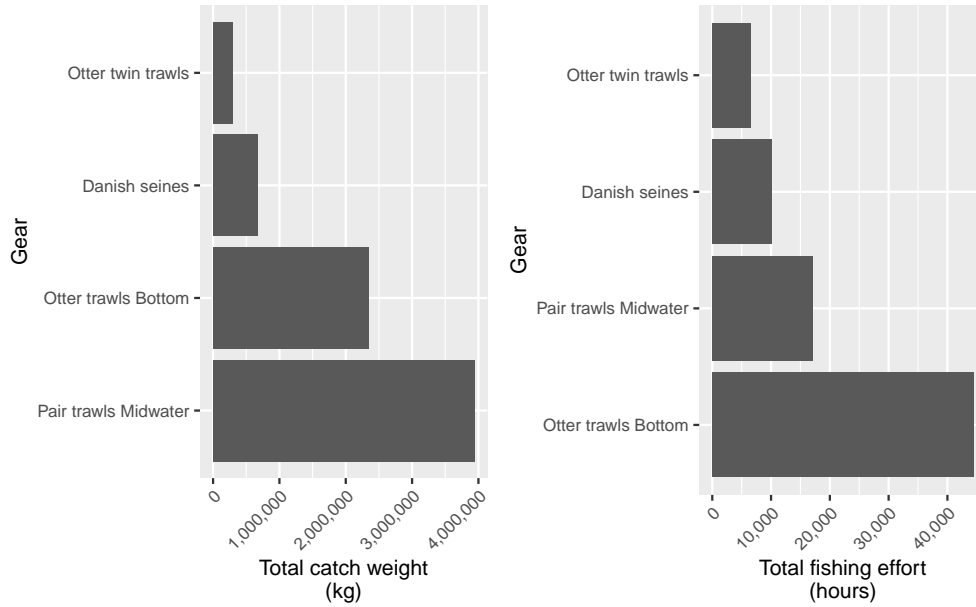 Otter twin trawls
Danish seines
Otter trawls Bottom
Pair trawls Midwater
Gear
0
1,000,000
2,000,000
3,000,000
4,000,000
Total catch weight
(kg)
Otter twin trawls
Danish seines
Pair trawls Midwater
Otter trawls Bottom
Gear
0
10,000
20,000
30,000
40,000
Total fishing effort
(hours)